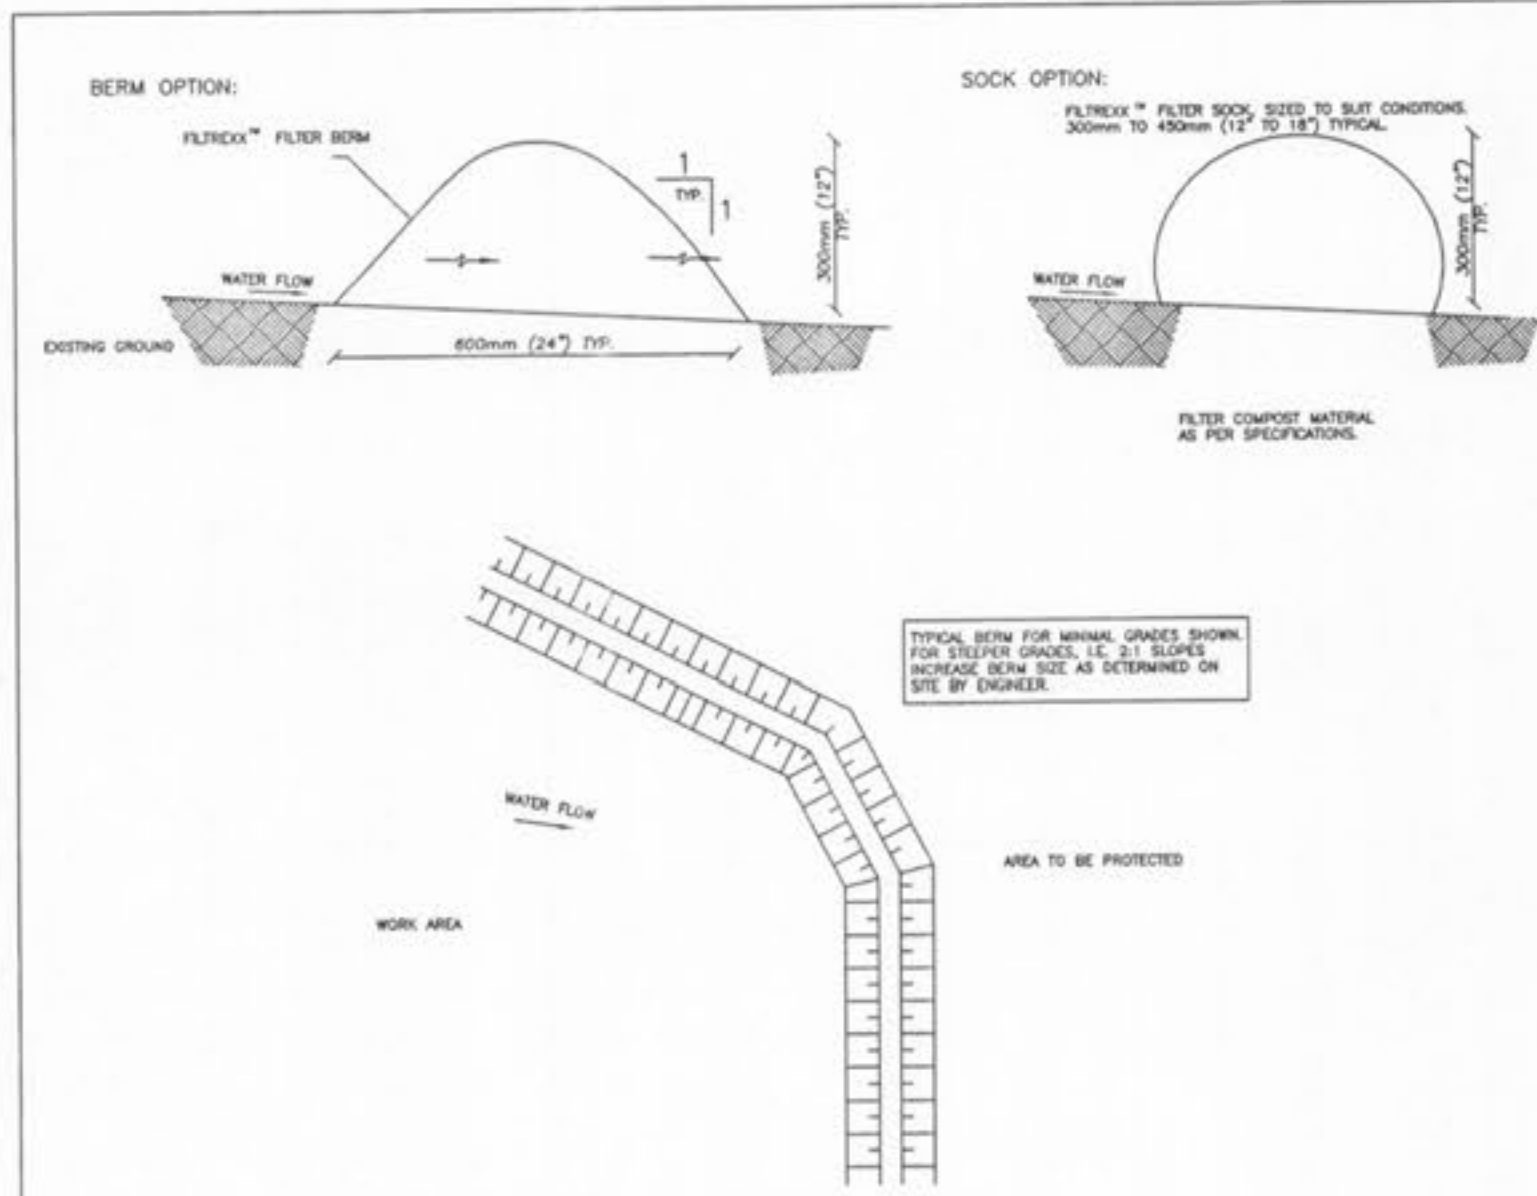 BERM OPTION:
FILTREXX™ FILTER BERM
1
TYP.
1
300mm (12")
TYP.
WATER FLOW
EXISTING GROUND
600mm (24") TYP.
SOCK OPTION:
FILTREXX™ FILTER SOCK, SIZED TO SUIT CONDITIONS.
300mm TO 450mm (12" TO 18") TYPICAL.
300mm (12")
TYP.
WATER FLOW
FILTER COMPOST MATERIAL
AS PER SPECIFICATIONS.
TYPICAL BERM FOR MINIMAL GRADES SHOWN.
FOR STEEPER GRADES, I.E. 2:1 SLOPES
INCREASE BERM SIZE AS DETERMINED ON
SITE BY ENGINEER.
WATER FLOW
AREA TO BE PROTECTED
WORK AREA